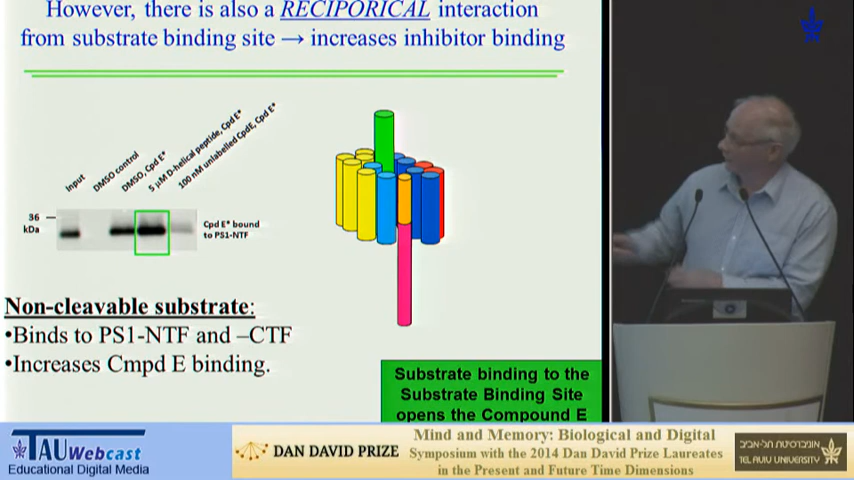 However, there is also a RECIPORICAL interaction
from substrate binding site → increases inhibitor binding
Input
DMSO control
DMSO, Cpd E*
5 µM D-helical peptide, Cpd E*
100 nM unlabelled CpdE, Cpd E*
36
kDa
Cpd E* bound
to PS1-NTF
Non-cleavable substrate:
•Binds to PS1-NTF and –CTF
•Increases Cmpd E binding.
Substrate binding to the
Substrate Binding Site
opens the Compound E
TAU Webcast
Educational Digital Media
DAN DAVID PRIZE
Mind and Memory: Biological and Digital
Symposium with the 2014 Dan David Prize Laureates
in the Present and Future Time Dimensions
אוניברסיטת תל-אביב
TEL AVIV UNIVERSITY